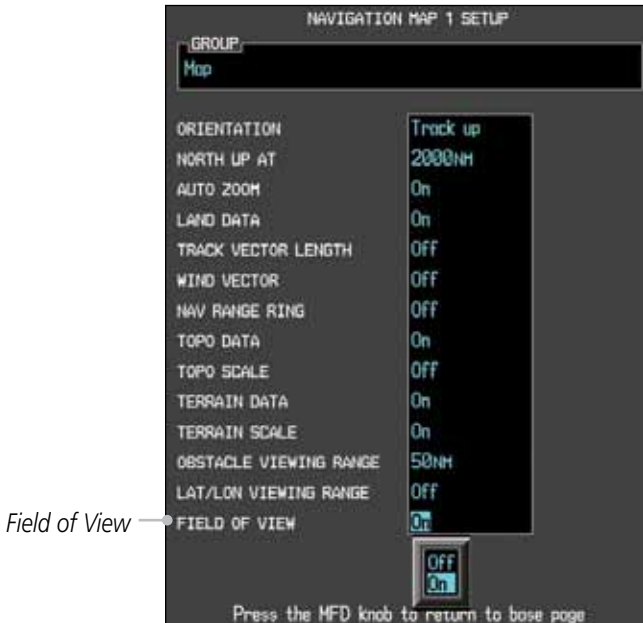 NAVIGATION MAP 1 SETUP
GROUP
Map
ORIENTATION Track up
NORTH UP AT 2000NM
AUTO ZOOM On
LAND DATA On
TRACK VECTOR LENGTH Off
WIND VECTOR Off
NAV RANGE RING Off
TOPO DATA On
TOPO SCALE Off
TERRAIN DATA On
TERRAIN SCALE On
OBSTACLE VIEWING RANGE 50NM
LAT/LON VIEWING RANGE Off
Field of View FIELD OF VIEW On
Off
On
Press the MFD knob to return to base page